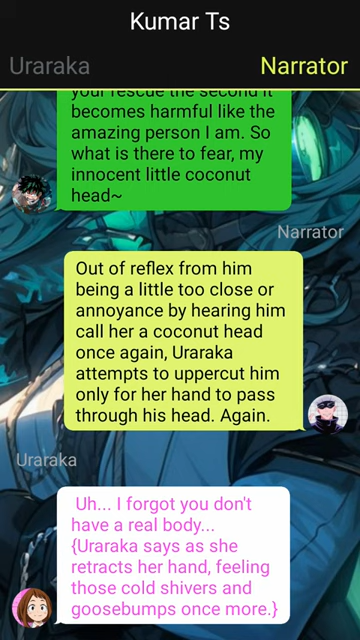 Kumar Ts
Uraraka
Narrator
your rescue the second it
becomes harmful like the
amazing person I am. So
what is there to fear, my
innocent little coconut
head~
Narrator
Out of reflex from him
being a little too close or
annoyance by hearing him
call her a coconut head
once again, Uraraka
attempts to uppercut him
only for her hand to pass
through his head. Again.
Uraraka
Uh... I forgot you don't
have a real body...
{Uraraka says as she
retracts her hand, feeling
those cold shivers and
goosebumps once more.}